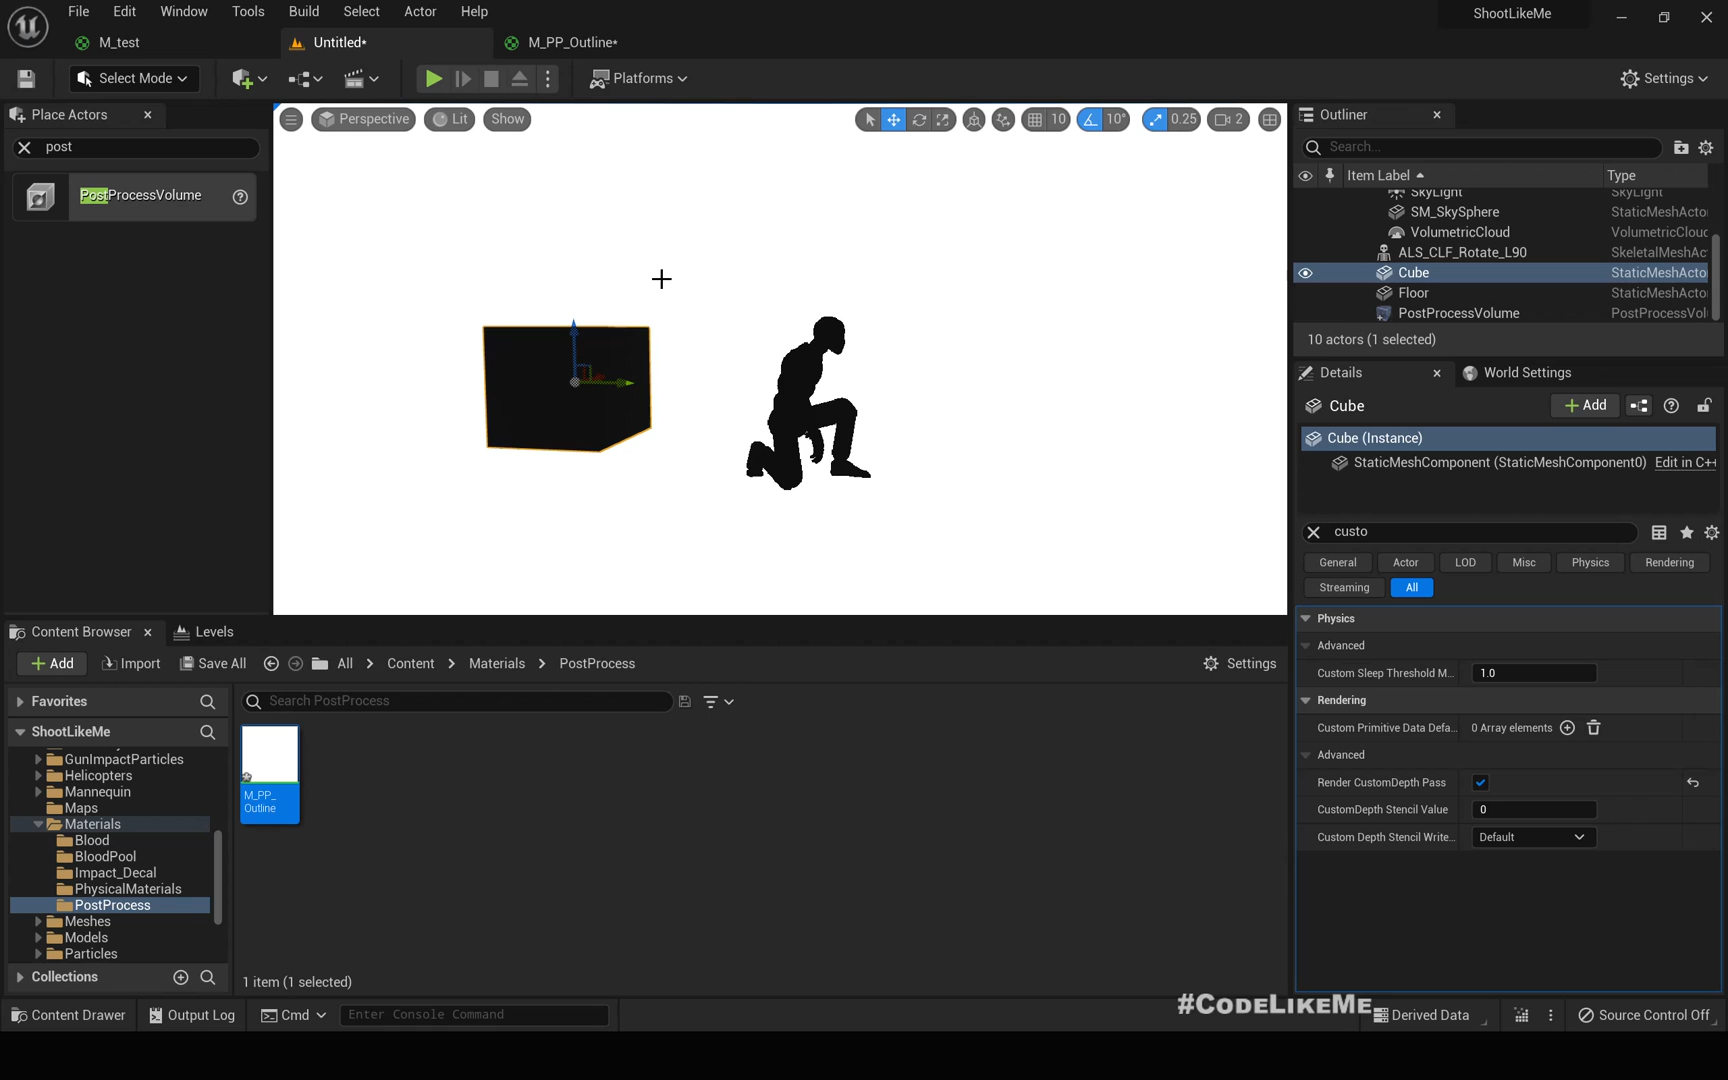 File Edit Window Tools Build Select Actor Help
ShootLikeMe
M_test
Untitled*
M_PP_Outline*
Select Mode
Platforms
Settings
Place Actors
post
PostProcessVolume
Perspective
Lit
Show
10
10°
0.25
2
Outliner
Search...
Item Label
Type
SkyLight SkyLight
SM_SkySphere StaticMeshActo
VolumetricCloud VolumetricCloud
ALS_CLF_Rotate_L90 SkeletalMeshAc
Cube StaticMeshActo
Floor StaticMeshActo
PostProcessVolume PostProcessVol
10 actors (1 selected)
Details
World Settings
Cube
Add
Cube (Instance)
StaticMeshComponent (StaticMeshComponent0) Edit in C++
custo
General Actor LOD Misc Physics Rendering
Streaming All
Physics
Advanced
Custom Sleep Threshold M... 1.0
Rendering
Custom Primitive Data Defa... 0 Array elements
Advanced
Render CustomDepth Pass
CustomDepth Stencil Value 0
Custom Depth Stencil Write... Default
Content Browser
Levels
Add
Import
Save All
All
Content
Materials
PostProcess
Settings
Favorites
Search PostProcess
ShootLikeMe
GunImpactParticles
Helicopters
Mannequin
Maps
Materials
Blood
BloodPool
Impact_Decal
PhysicalMaterials
PostProcess
Meshes
Models
Particles
Collections
M_PP_
Outline
1 item (1 selected)
#CodeLikeMe
Content Drawer
Output Log
Cmd
Enter Console Command
Derived Data
Source Control Off